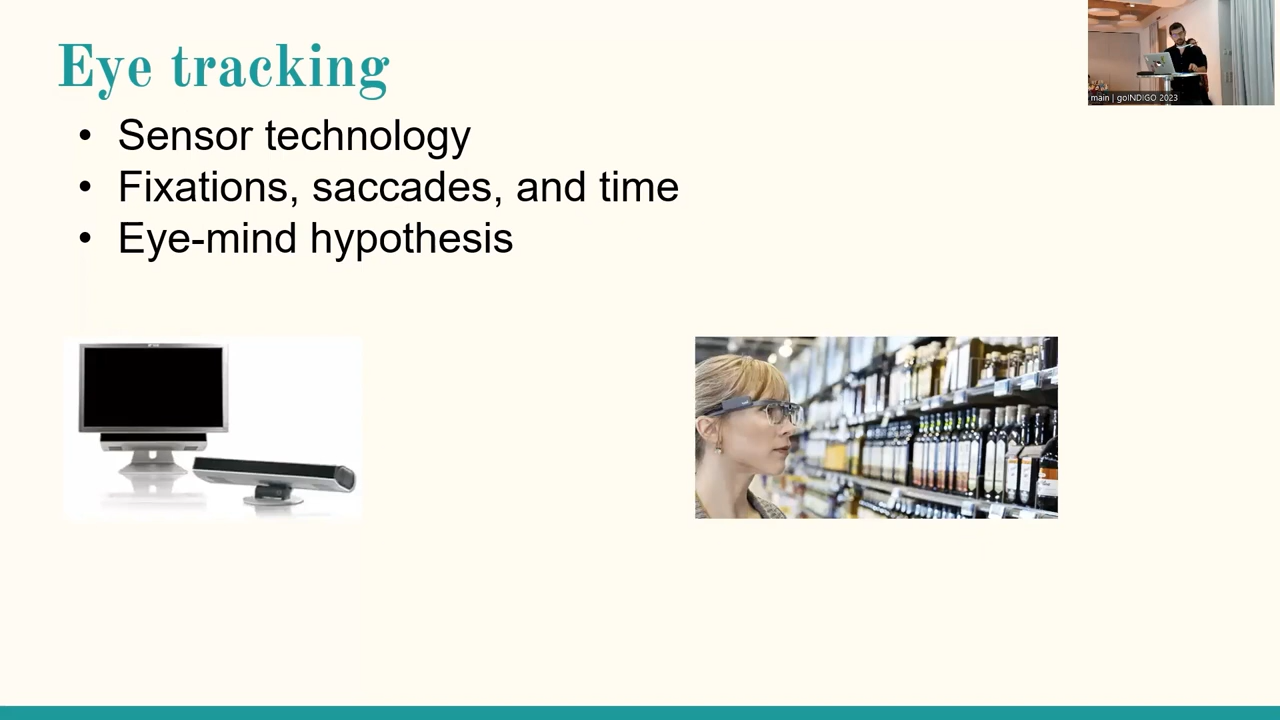 Eye tracking
• Sensor technology
• Fixations, saccades, and time
• Eye-mind hypothesis
main | goINDIGO 2023